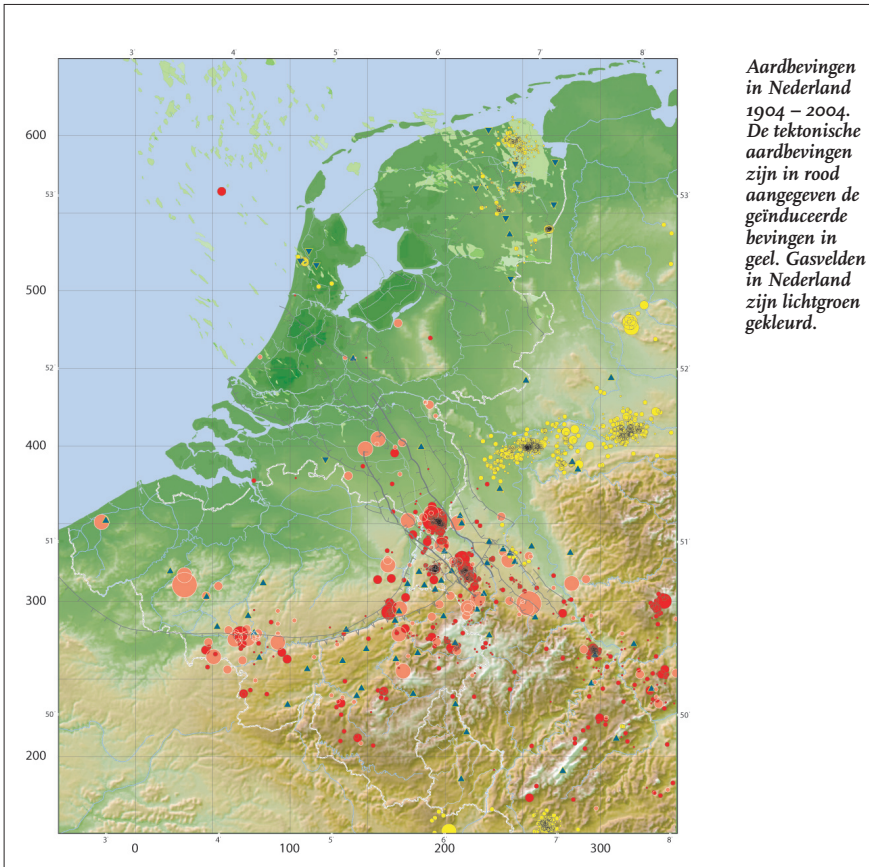 3 4 5 6 7 8
600
53 53
500
52 52
400
51 51
300
50 50
200
3 4 5 6 7 8
0 100 200 300
Aardbevingen
in Nederland
1904 – 2004.
De tektonische
aardbevingen
zijn in rood
aangegeven de
geïnduceerde
bevingen in
geel. Gasvelden
in Nederland
zijn lichtgroen
gekleurd.